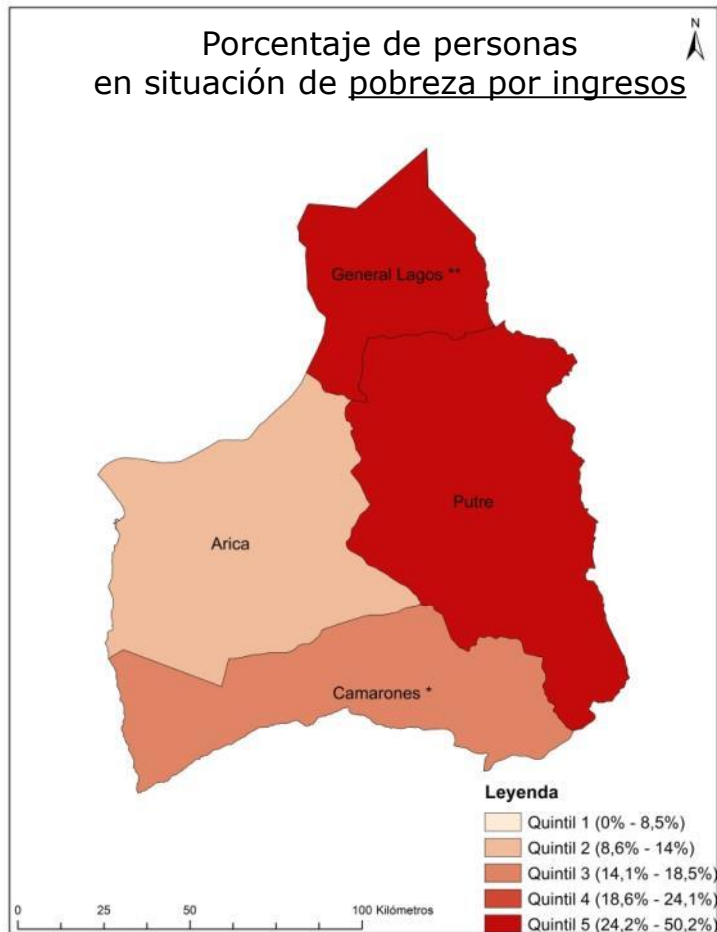 Porcentaje de personas
en situación de pobreza por ingresos
N
General Lagos **
Putre
Arica
Camarones *
Leyenda
Quintil 1 (0% - 8,5%)
Quintil 2 (8,6% - 14%)
Quintil 3 (14,1% - 18,5%)
Quintil 4 (18,6% - 24,1%)
Quintil 5 (24,2% - 50,2%)
0 25 50 100 Kilómetros